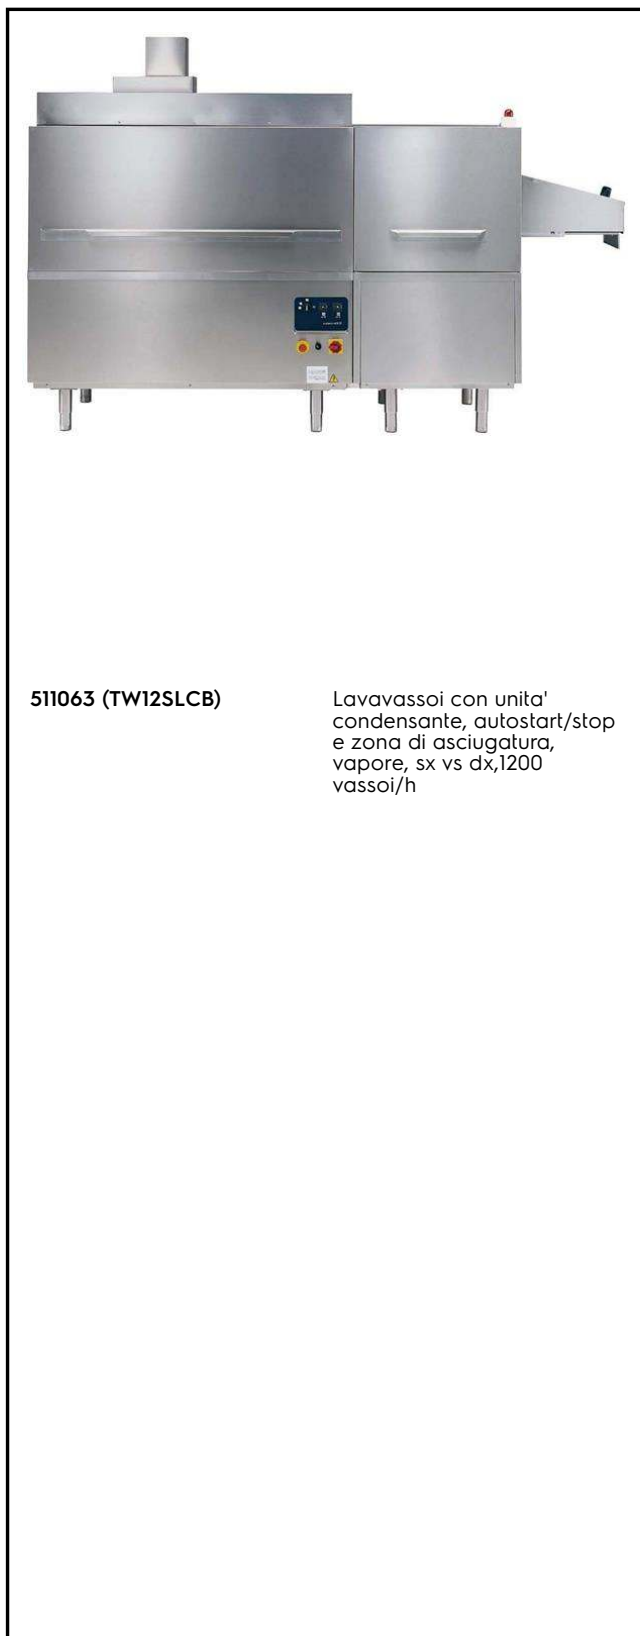 511063 (TW12SLCB)
Lavavassoi con unita'
condensante, autostart/stop
e zona di asciugatura,
vapore, sx vs dx,1200
vassoi/h